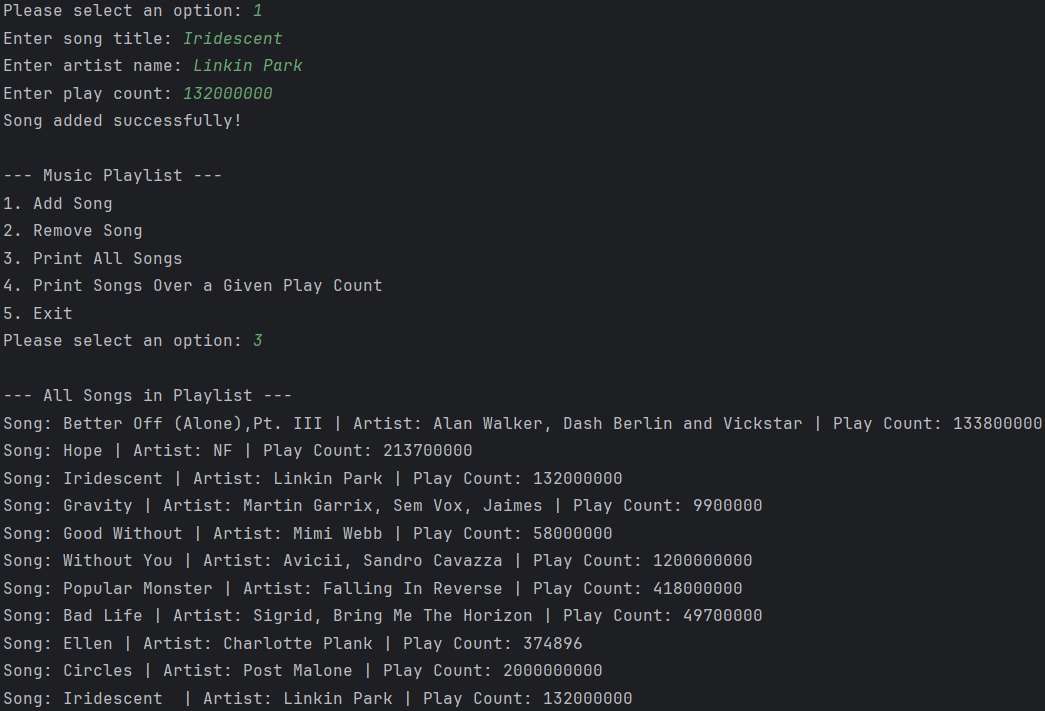 Please select an option: 1
Enter song title: Iridescent
Enter artist name: Linkin Park
Enter play count: 132000000
Song added successfully!
--- Music Playlist ---
1. Add Song
2. Remove Song
3. Print All Songs
4. Print Songs Over a Given Play Count
5. Exit
Please select an option: 3
--- All Songs in Playlist ---
Song: Better Off (Alone),Pt. III | Artist: Alan Walker, Dash Berlin and Vickstar | Play Count: 133800000
Song: Hope | Artist: NF | Play Count: 213700000
Song: Iridescent | Artist: Linkin Park | Play Count: 132000000
Song: Gravity | Artist: Martin Garrix, Sem Vox, Jaimes | Play Count: 9900000
Song: Good Without | Artist: Mimi Webb | Play Count: 58000000
Song: Without You | Artist: Avicii, Sandro Cavazza | Play Count: 1200000000
Song: Popular Monster | Artist: Falling In Reverse | Play Count: 418000000
Song: Bad Life | Artist: Sigrid, Bring Me The Horizon | Play Count: 49700000
Song: Ellen | Artist: Charlotte Plank | Play Count: 374896
Song: Circles | Artist: Post Malone | Play Count: 2000000000
Song: Iridescent  | Artist: Linkin Park | Play Count: 132000000